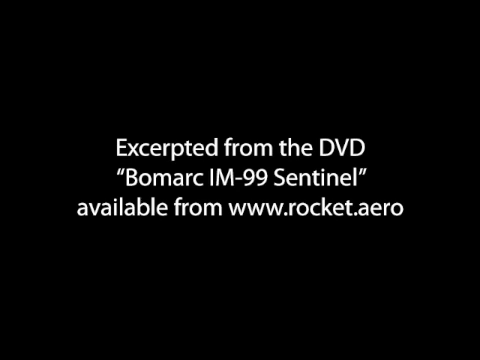 Excerpted from the DVD
“Bomarc IM-99 Sentinel”
available from www.rocket.aero